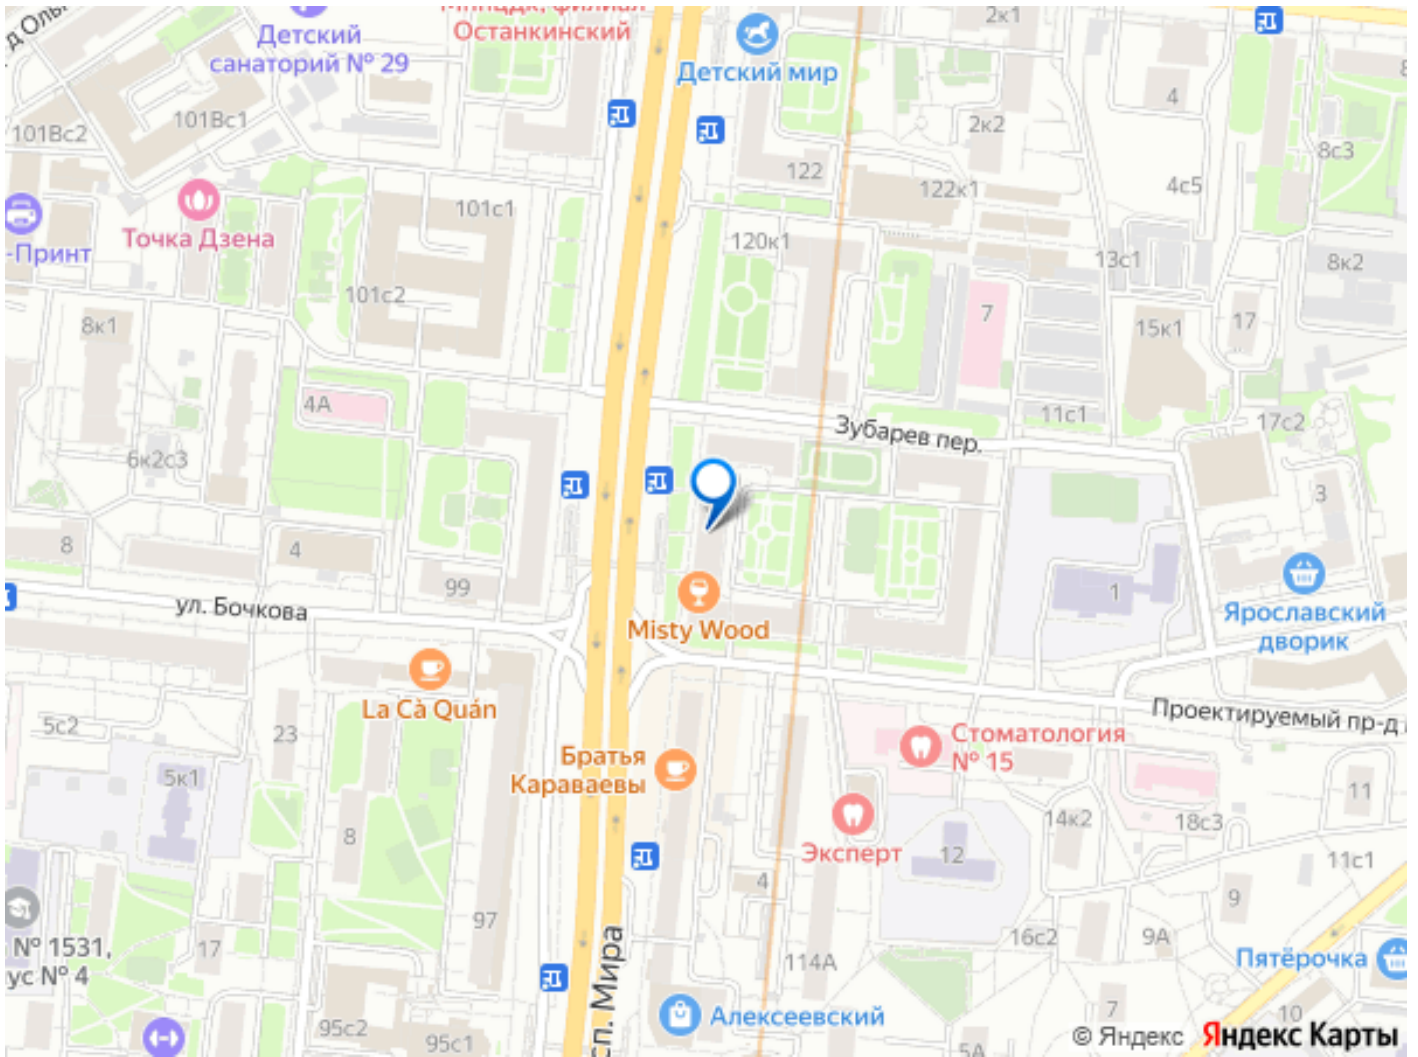 2к1
Останкинский
Детский
санаторий № 29
Детский мир
4
101Вс2
101Вс1
2к2
8с3
122
122к1
4с5
101с1
Точка Дзена
-Принт
120к1
13с1
8к2
101с2
8к1
7
15к1
17
4А
Зубарев пер.
11с1
17с2
6к2с3
3
8
4
99
1
ул. Бочкова
Misty Wood
Ярославский
дворик
La Cà Quán
5с2
23
Проектируемый пр-д
Стоматология
№ 15
Братья
Караваевы
5к1
11
8
14к2
18с3
Эксперт
12
11с1
4
9
97
16с2
9А
№ 1531,
ус № 4
17
сп. Мира
114А
Пятёрочка
7
10
95с2
95с1
Алексеевский
5А
© Яндекс Яндекс Карты